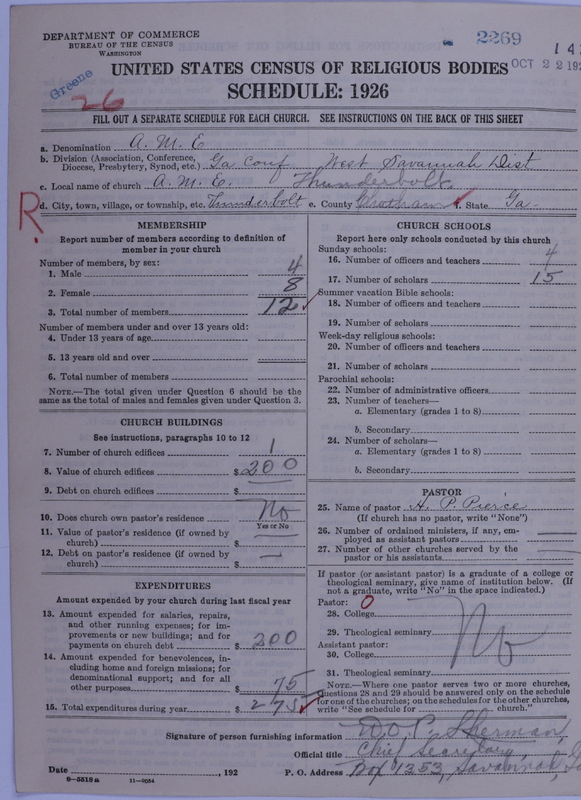 DEPARTMENT OF COMMERCE
BUREAU OF THE CENSUS
WASHINGTON
2269
OCT 22 192
Greene
26
UNITED STATES CENSUS OF RELIGIOUS BODIES
SCHEDULE: 1926
FILL OUT A SEPARATE SCHEDULE FOR EACH CHURCH. SEE INSTRUCTIONS ON THE BACK OF THIS SHEET
a. Denomination A. M. E
b. Division (Association, Conference, Diocese, Presbytery, Synod, etc.) Ga Conf West Savannah Dist
c. Local name of church A. M. E. Thunderbolt
R.
d. City, town, village, or township, etc. Thunderbolt e. County Chatham f. State Ga-
MEMBERSHIP
Report number of members according to definition of
member in your church
Number of members, by sex:
1. Male 4
2. Female 8
3. Total number of members 12
Number of members under and over 13 years old:
4. Under 13 years of age
5. 13 years old and over
6. Total number of members
NOTE.—The total given under Question 6 should be the
same as the total of males and females given under Question 3.
CHURCH BUILDINGS
See instructions, paragraphs 10 to 12
7. Number of church edifices 1
8. Value of church edifices $ 200
9. Debt on church edifices $
10. Does church own pastor's residence No
Yes or No
11. Value of pastor's residence (if owned by
church) $
12. Debt on pastor's residence (if owned by
church) $
EXPENDITURES
Amount expended by your church during last fiscal year
13. Amount expended for salaries, repairs,
and other running expenses; for im-
provements or new buildings; and for
payments on church debt $ 200
14. Amount expended for benevolences, in-
cluding home and foreign missions; for
denominational support; and for all
other purposes $ 75
15. Total expenditures during year $ 275
CHURCH SCHOOLS
Report here only schools conducted by this church
Sunday schools:
16. Number of officers and teachers 4
17. Number of scholars 15
Summer vacation Bible schools:
18. Number of officers and teachers
19. Number of scholars
Week-day religious schools:
20. Number of officers and teachers
21. Number of scholars
Parochial schools:
22. Number of administrative officers
23. Number of teachers—
a. Elementary (grades 1 to 8)
b. Secondary
24. Number of scholars—
a. Elementary (grades 1 to 8)
b. Secondary
PASTOR
25. Name of pastor A. P. Pierce
(If church has no pastor, write "None")
26. Number of ordained ministers, if any, em-
ployed as assistant pastors
27. Number of other churches served by the
pastor or his assistants
If pastor (or assistant pastor) is a graduate of a college or
theological seminary, give name of institution below. (If
not a graduate, write "No" in the space indicated.)
Pastor: 0
28. College
29. Theological seminary No
Assistant pastor:
30. College
31. Theological seminary
NOTE.—Where one pastor serves two or more churches,
questions 28 and 29 should be answered only on the schedule
for one of the churches; on the schedules for the other churches,
write "See schedule for church."
Signature of person furnishing information D. P. Sherman
Official title Chief Secretary
Date , 192 P. O. Address Box 1353, Savannah, Ga
8-5518a 11-9054